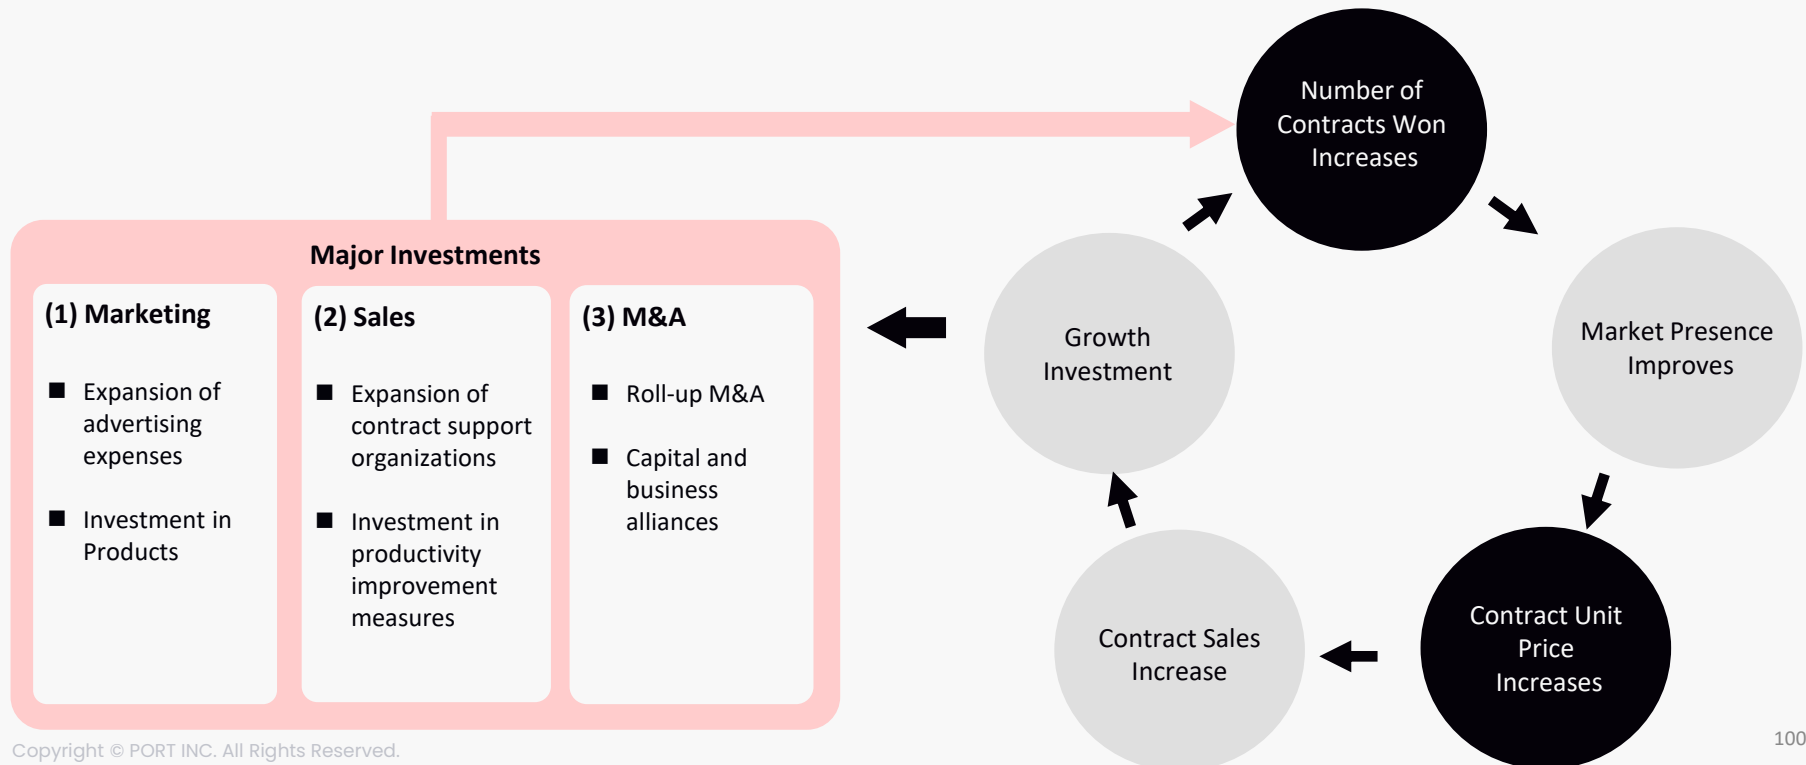 Number of
Contracts Won
Increases
Major Investments
(1) Marketing
■ Expansion of
advertising
expenses
■ Investment in
Products
(2) Sales
■ Expansion of
contract support
organizations
■ Investment in
productivity
improvement
measures
(3) M&A
■ Roll-up M&A
■ Capital and
business
alliances
Growth
Investment
Market Presence
Improves
Contract Sales
Increase
Contract Unit
Price
Increases
Copyright © PORT INC. All Rights Reserved.
100